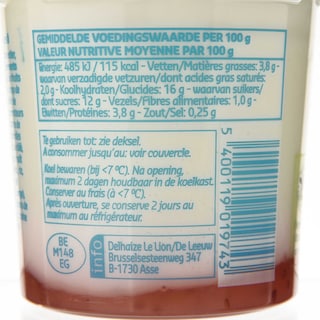 GEMIDDELDE VOEDINGSWAARDE PER 100 g
VALEUR NUTRITIVE MOYENNE PAR 100 g
Energie: 485 kJ / 115 kcal - Vetten/Matières grasses: 3,8 g -
waarvan verzadigde vetzuren/dont acides gras saturés:
2,0 g - Koolhydraten/Glucides: 16 g - waarvan suikers/
dont sucres: 12 g - Vezels/Fibres alimentaires: 1,0 g -
Eiwitten/Protéines: 3,8 g - Zout/Sel: 0,25 g
Te gebruiken tot: zie deksel.
A consommer jusqu'au: voir couvercle.
Koel bewaren (bij <7 °C). Na opening,
maximum 2 dagen houdbaar in de koelkast.
Conserver au frais (à <7 °C).
Après ouverture, se conserve 2 jours au
maximum au réfrigérateur.
BE
M148
EG
info
Delhaize Le Lion/De Leeuw
Brusselsesteenweg 347
B-1730 Asse
5 400119 019743